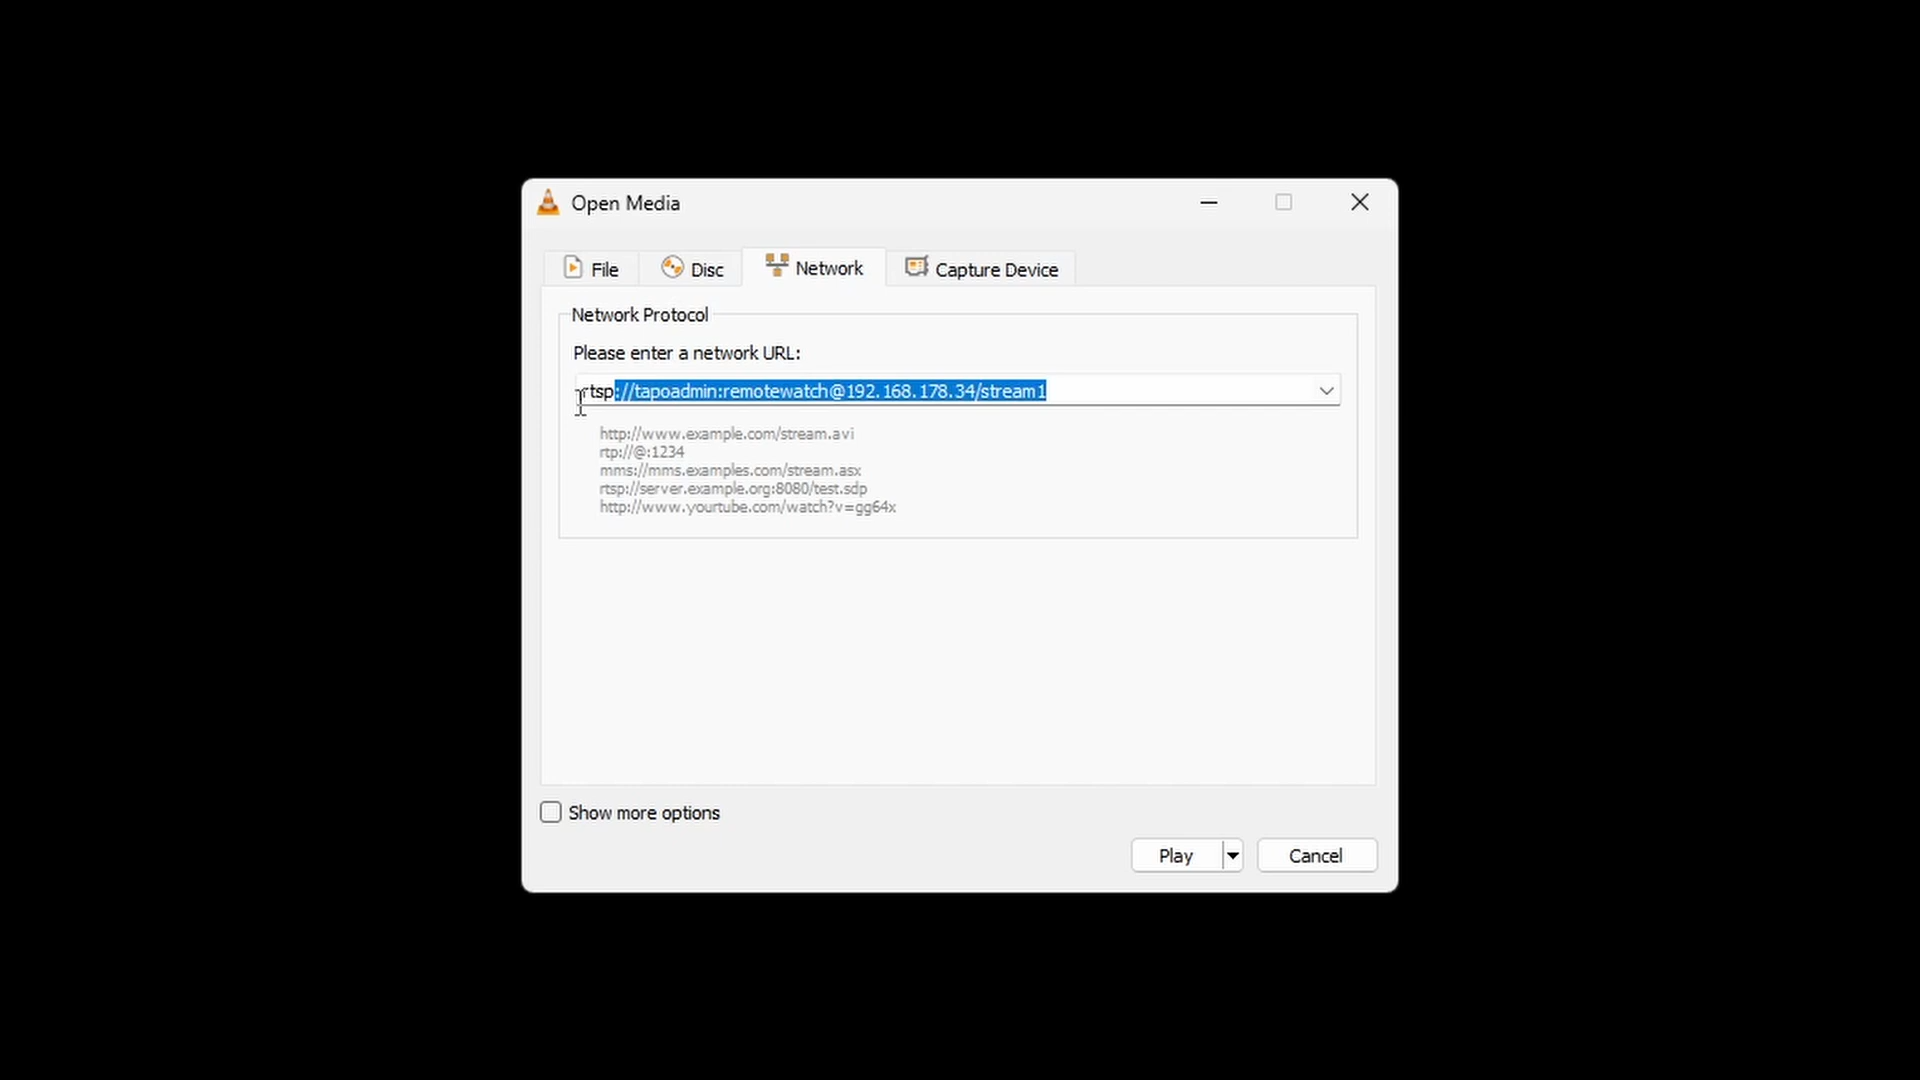 Open Media
File
Disc
Network
Capture Device
Network Protocol
Please enter a network URL:
rtsp://tapoadmin:remotewatch@192.168.178.34/stream1
http://www.example.com/stream.avi
rtp://@:1234
mms://mms.examples.com/stream.asx
rtsp://server.example.org:8080/test.sdp
http://www.yourtube.com/watch?v=gg64x
Show more options
Play
Cancel